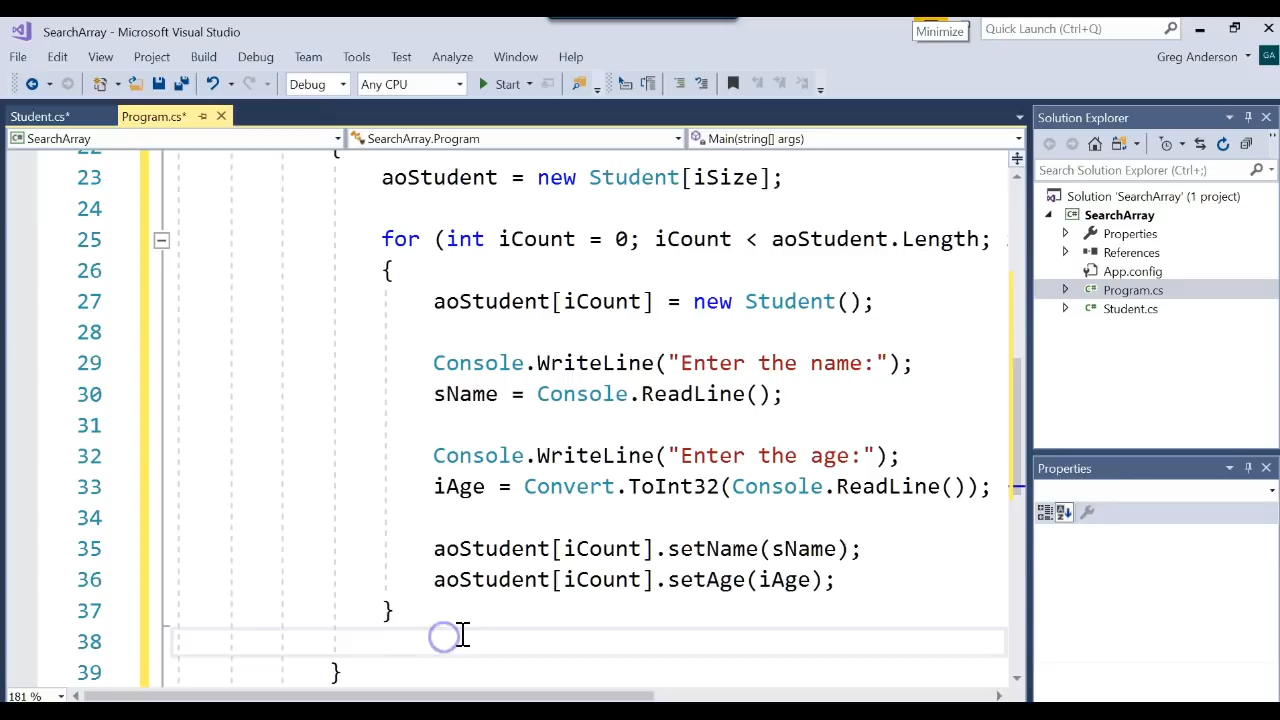 SearchArray - Microsoft Visual Studio
Minimize
Quick Launch (Ctrl+;)
File Edit View Project Build Debug Team Tools Test Analyze Window Help
Greg Anderson GA
Debug Any CPU Start
Student.cs* Program.cs*
SearchArray SearchArray.Program Main(string[] args)
Solution Explorer
Search Solution Explorer (Ctrl+;)
Solution 'SearchArray' (1 project)
SearchArray
Properties
References
App.config
Program.cs
Student.cs
Properties
{
23 aoStudent = new Student[iSize];
24
25 for (int iCount = 0; iCount < aoStudent.Length;
26 {
27 aoStudent[iCount] = new Student();
28
29 Console.WriteLine("Enter the name:");
30 sName = Console.ReadLine();
31
32 Console.WriteLine("Enter the age:");
33 iAge = Convert.ToInt32(Console.ReadLine());
34
35 aoStudent[iCount].setName(sName);
36 aoStudent[iCount].setAge(iAge);
37 }
38
39 }
181 %